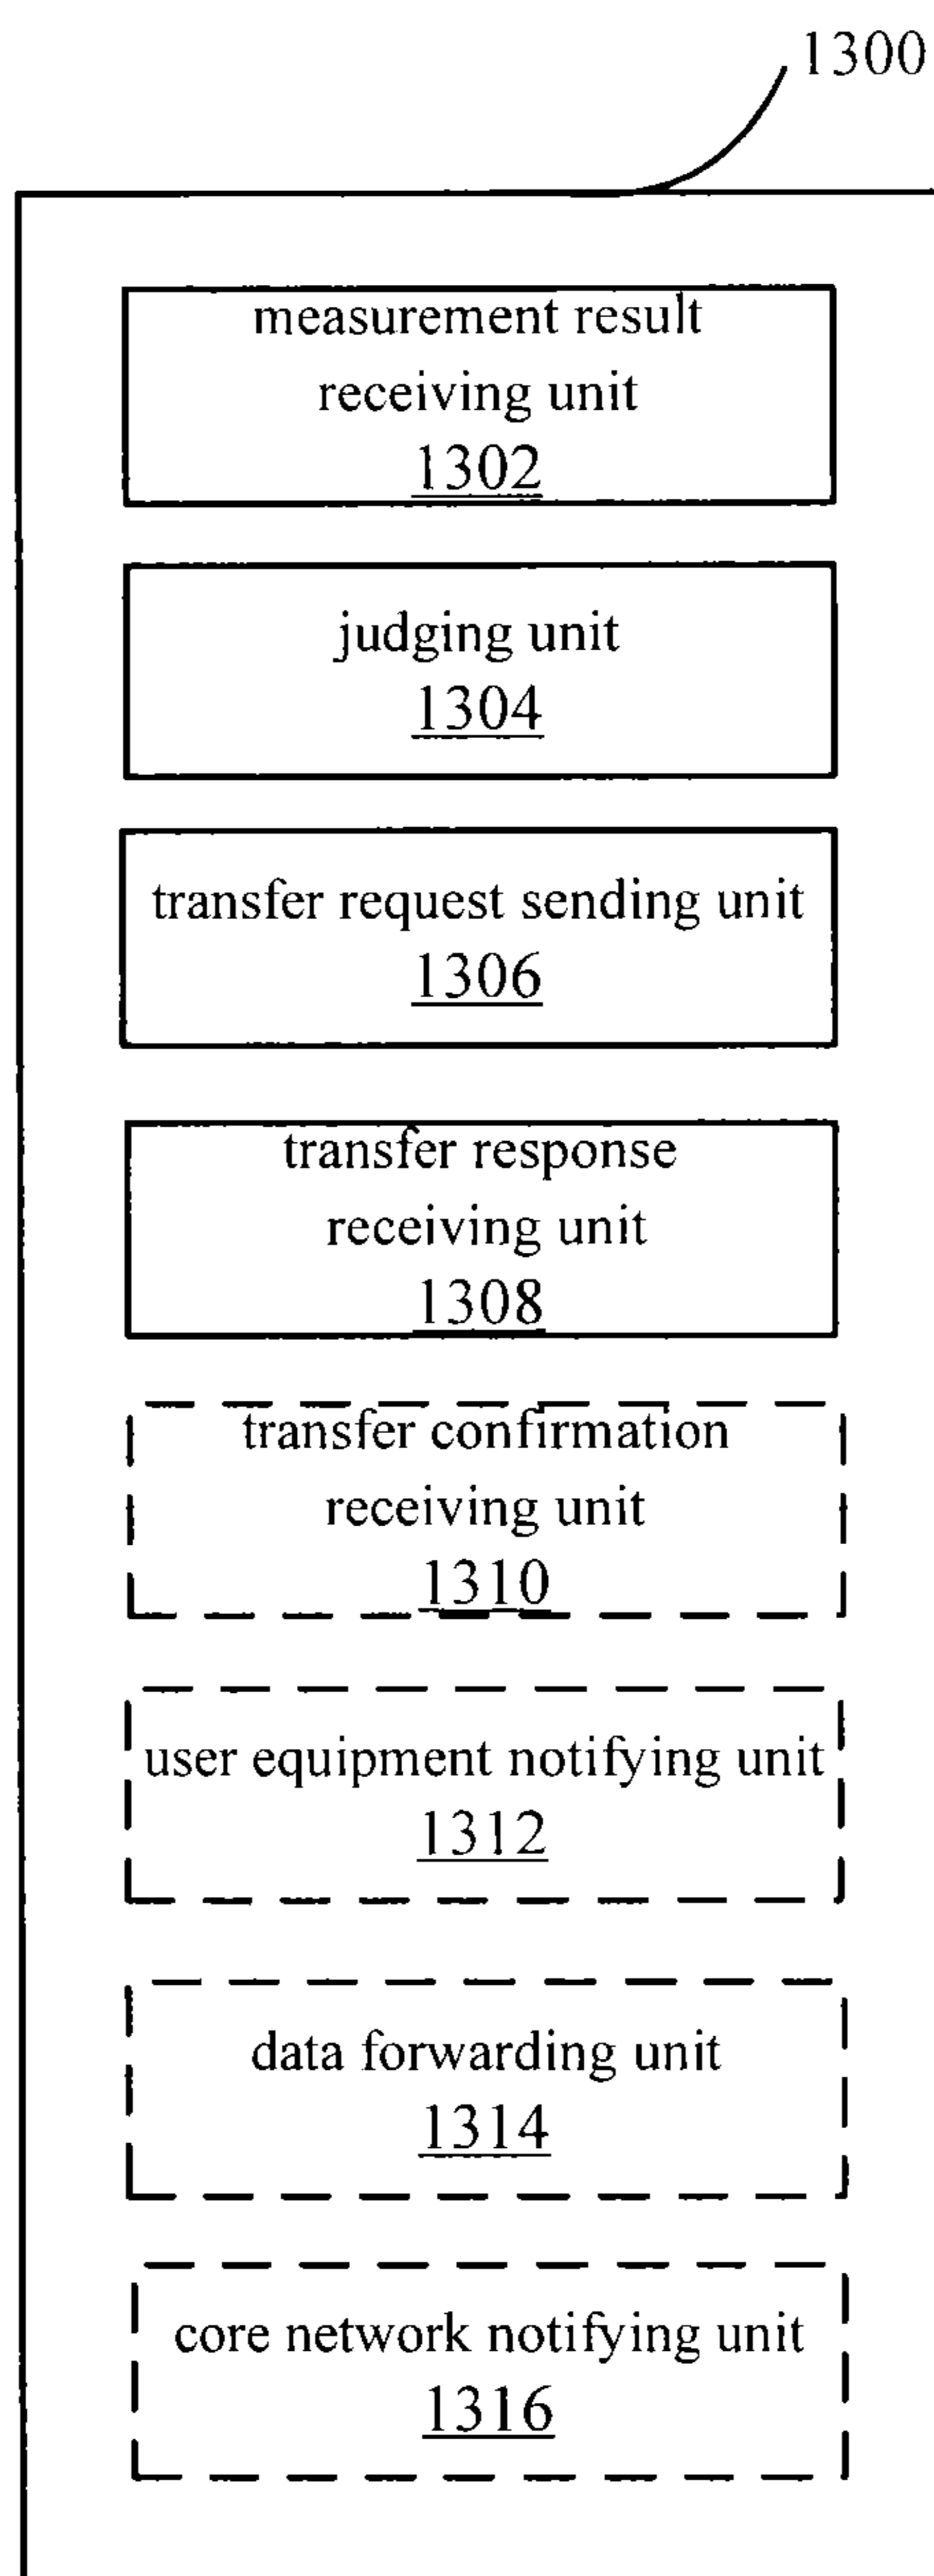 1300
measurement result
receiving unit
1302
judging unit
1304
transfer request sending unit
1306
transfer response
receiving unit
1308
transfer confirmation
receiving unit
1310
user equipment notifying unit
1312
data forwarding unit
1314
core network notifying unit
1316